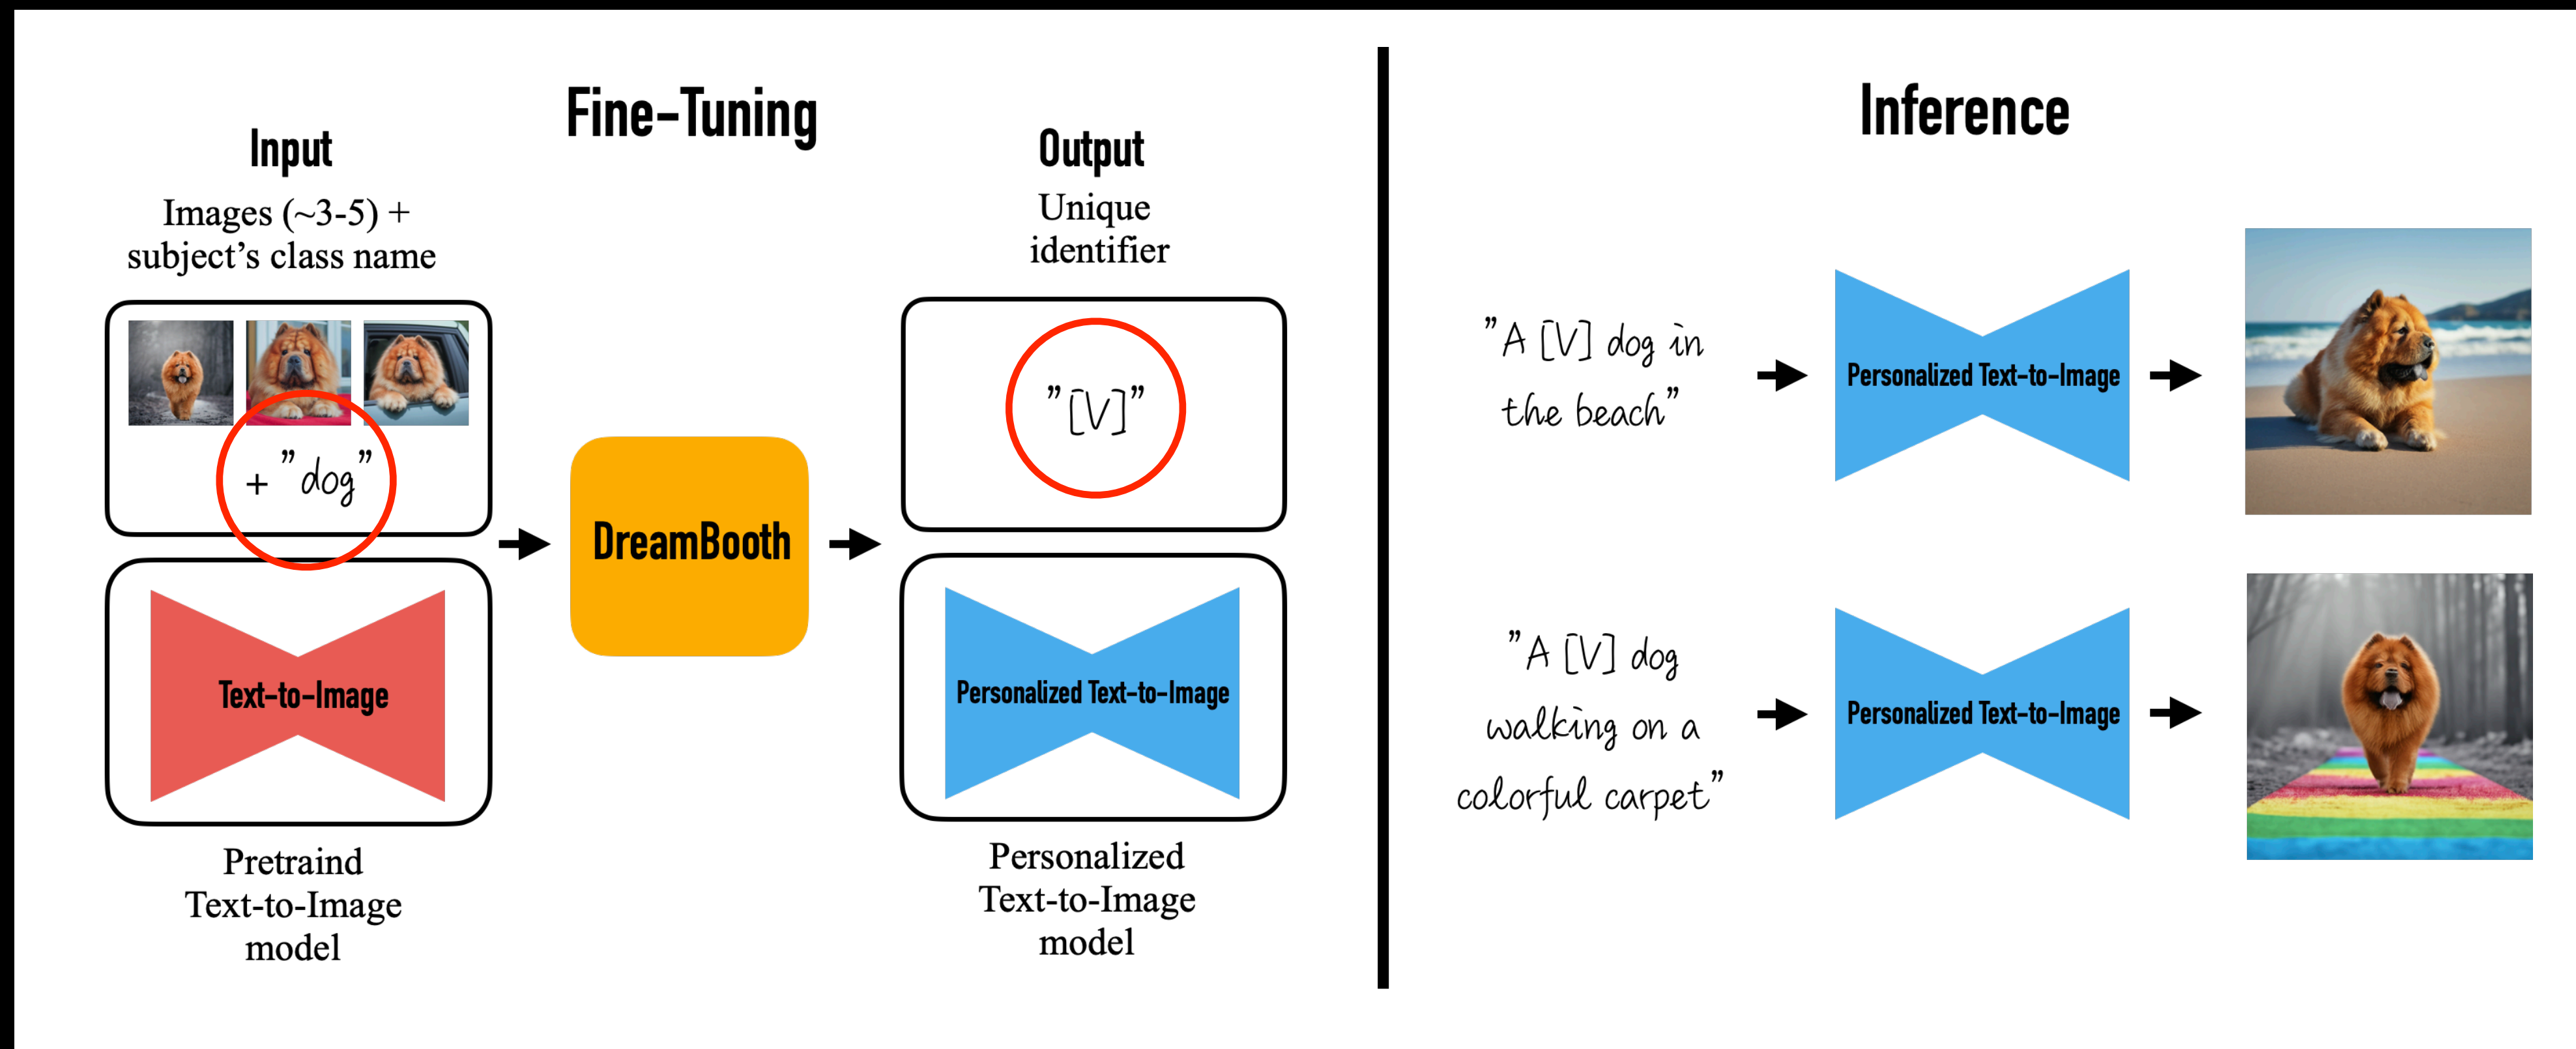 Fine-Tuning
Input
Images (~3-5) +
subject's class name
+ "dog"
Text-to-Image
Pretraind
Text-to-Image
model
DreamBooth
Output
Unique
identifier
"[V]"
Personalized Text-to-Image
Personalized
Text-to-Image
model
Inference
"A [V] dog in
the beach"
Personalized Text-to-Image
"A [V] dog
walking on a
colorful carpet"
Personalized Text-to-Image